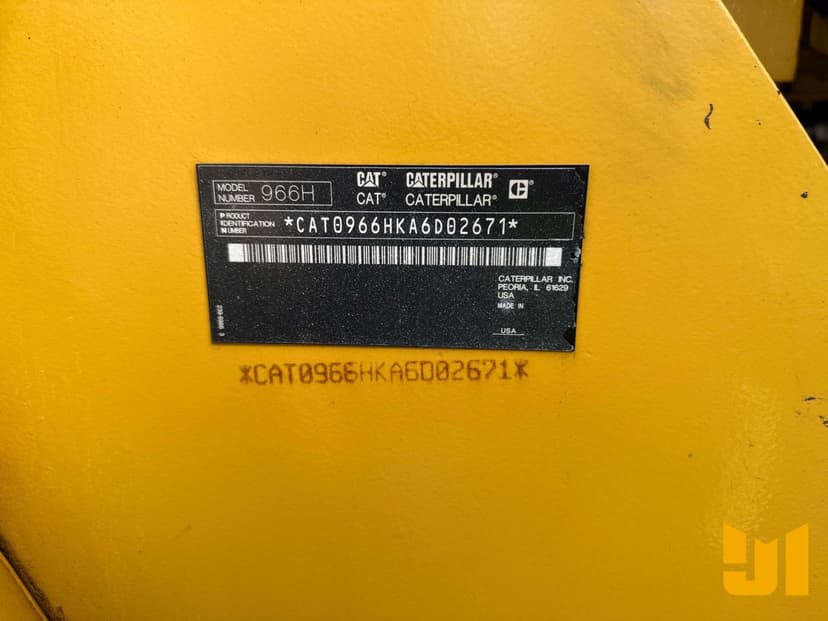 MODEL NUMBER 966H
CAT CATERPILLAR C
CAT® CATERPILLAR®
PRODUCT IDENTIFICATION NUMBER *CAT0966HKA6D02671*
CATERPILLAR INC.
PEORIA, IL 61629
USA
MADE IN
USA
*CAT0966HKA6D02671*